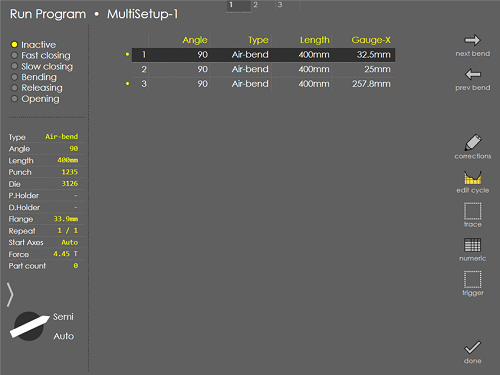 Run Program • MultiSetup-1
1 2 3
Inactive
Fast closing
Slow closing
Bending
Releasing
Opening
Angle Type Length Gauge-X
1 90 Air-bend 400mm 32.5mm
2 90 Air-bend 400mm 25mm
3 90 Air-bend 400mm 257.8mm
next bend
prev bend
Type Air-bend
Angle 90
Length 400mm
Punch 1235
Die 3126
P.Holder -
D.Holder -
Flange 33.9mm
Repeat 1 / 1
Start Axes Auto
Force 4.45 T
Part count 0
corrections
edit cycle
trace
numeric
trigger
Semi
Auto
done